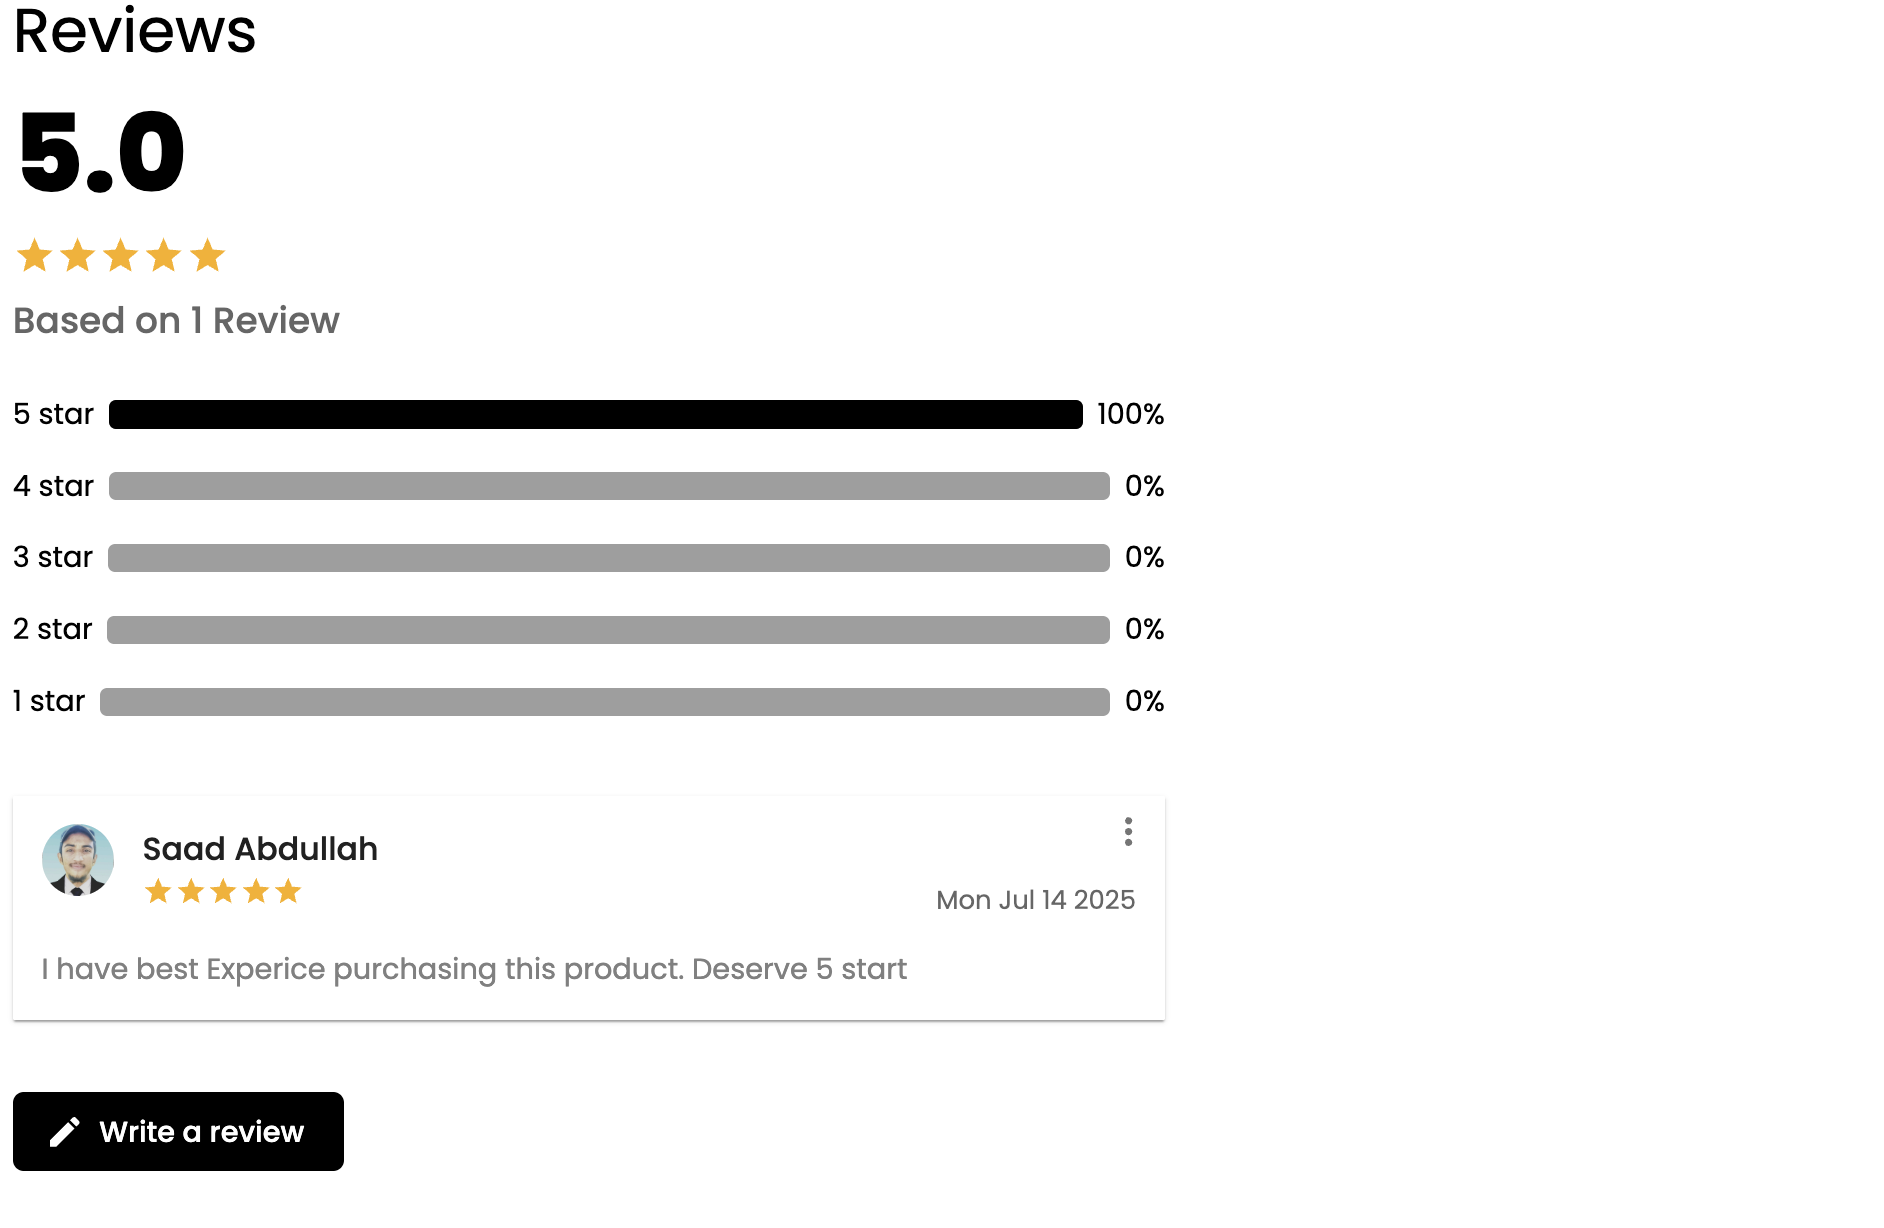 Reviews
5.0
Based on 1 Review
5 star 100%
4 star 0%
3 star 0%
2 star 0%
1 star 0%
Saad Abdullah
Mon Jul 14 2025
I have best Experice purchasing this product. Deserve 5 start
Write a review